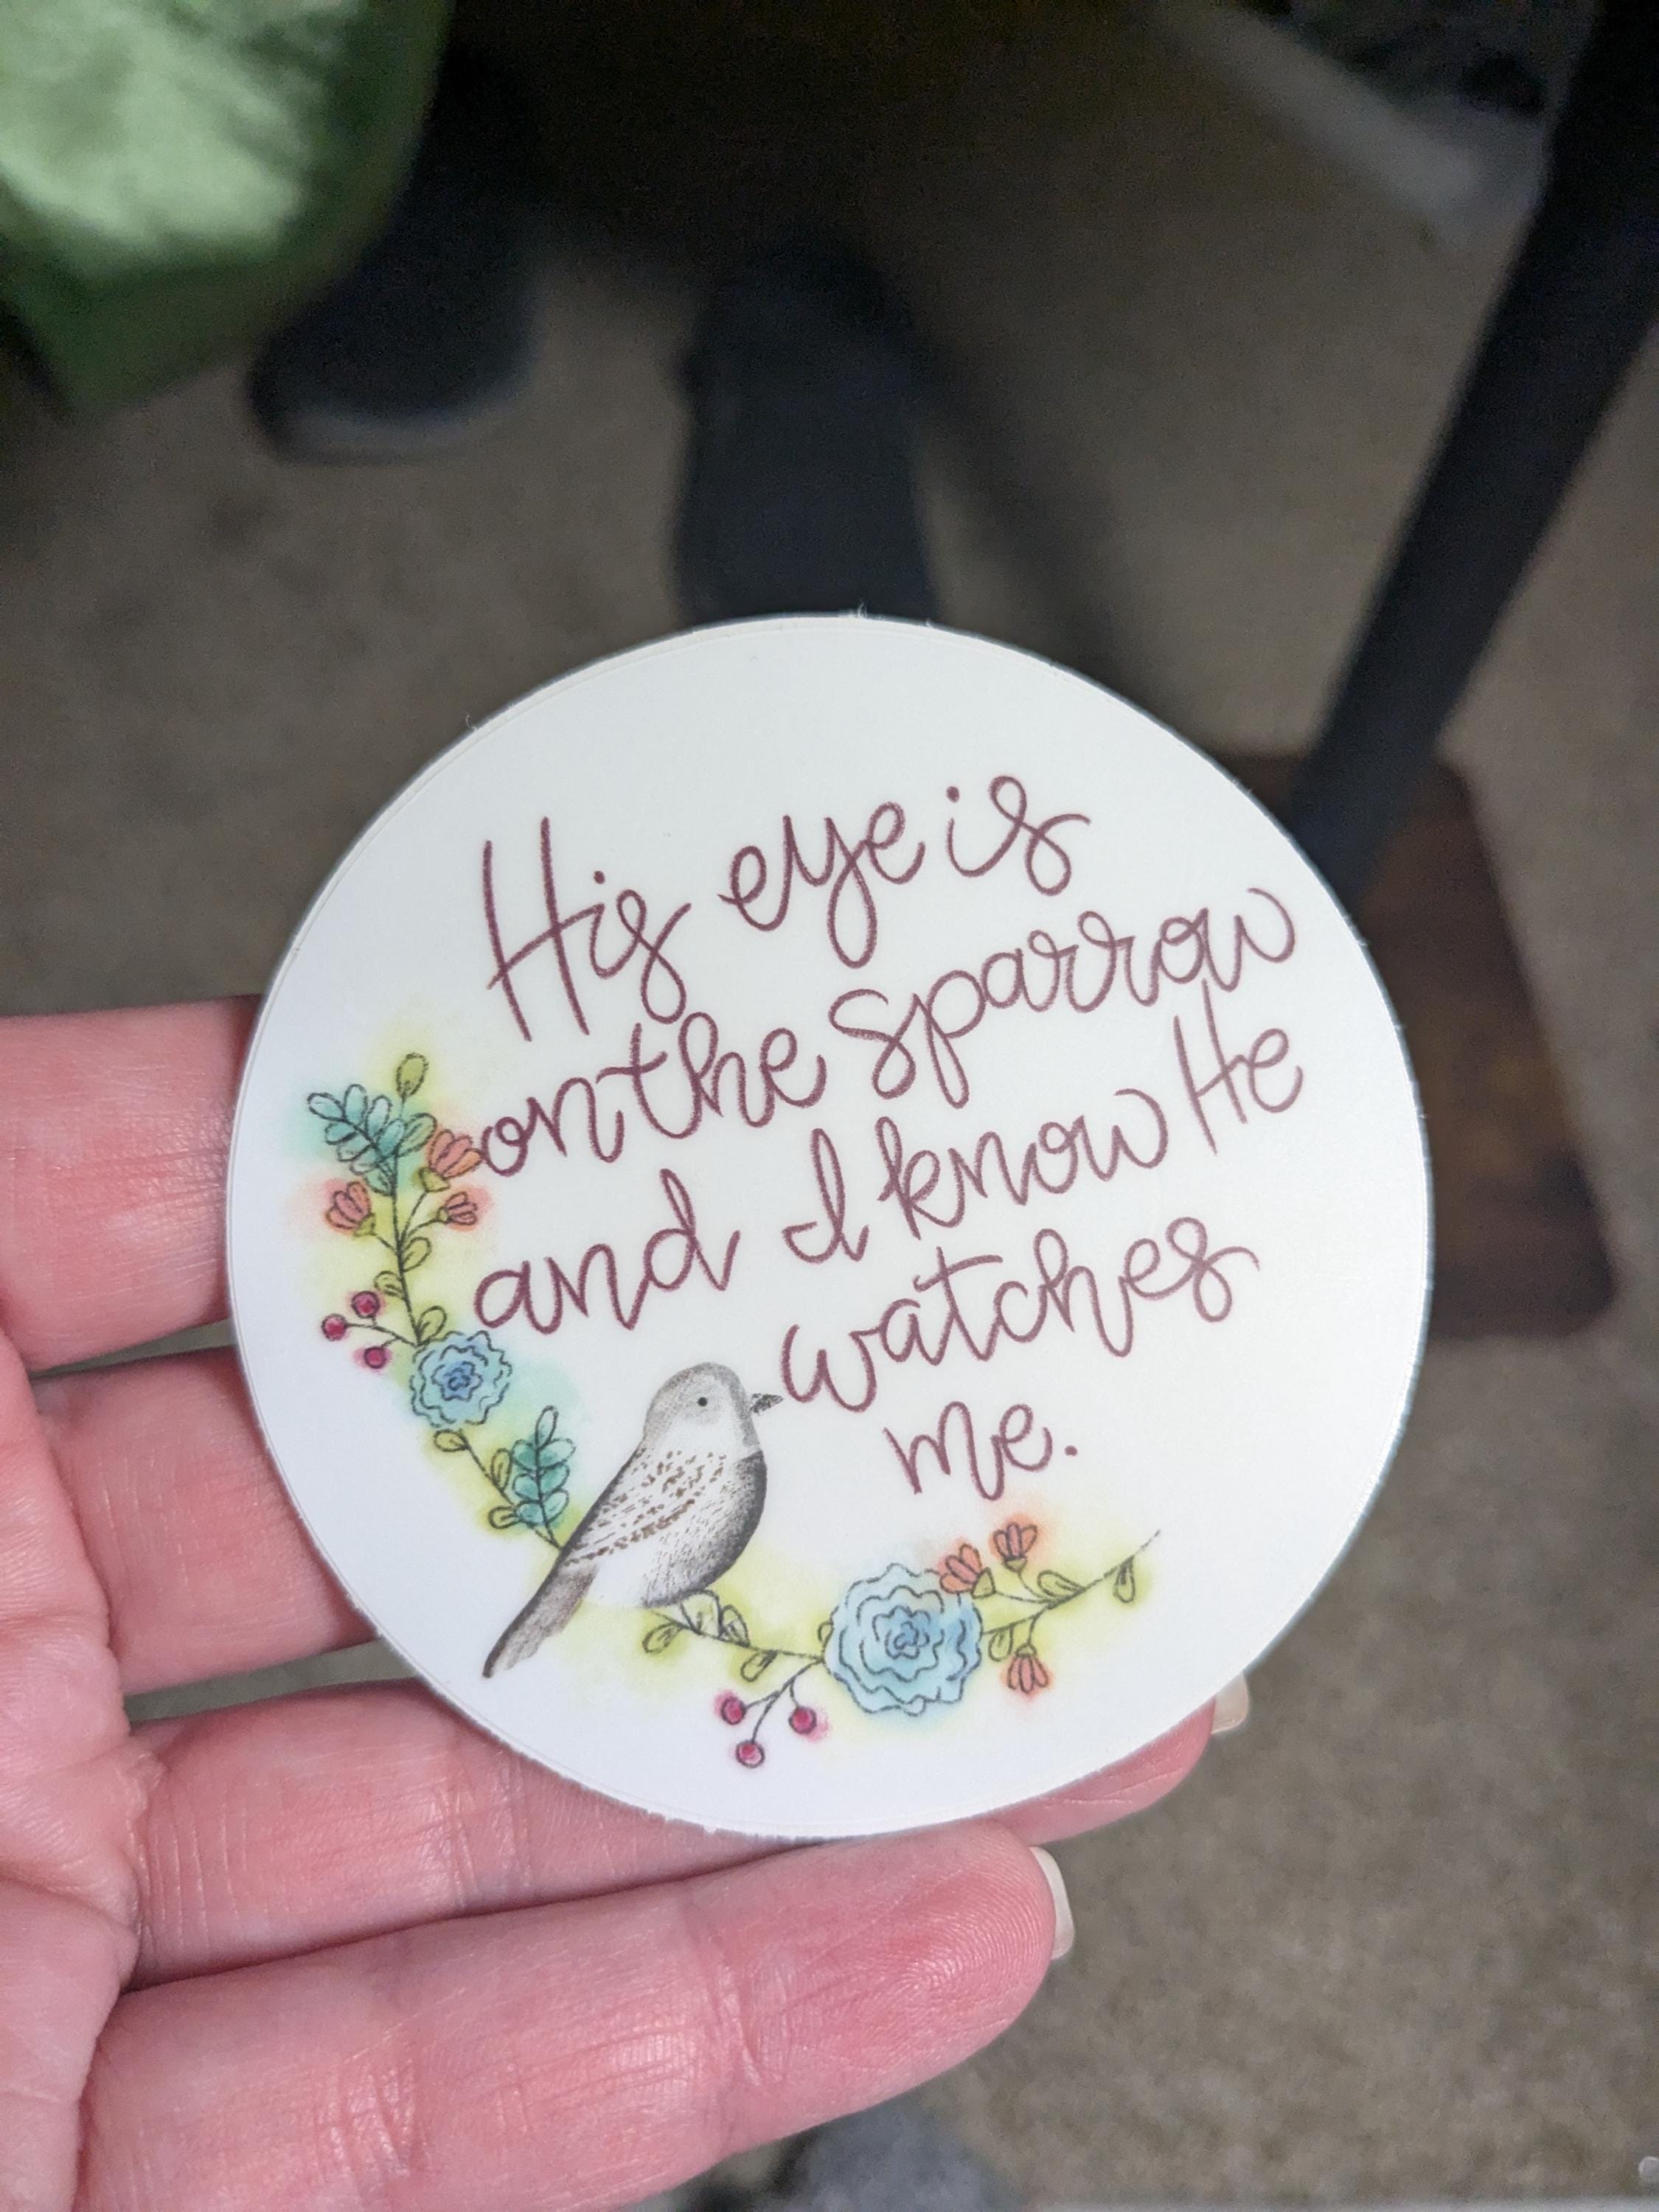 His eye is
on the sparrow
and I know He
watches
me.